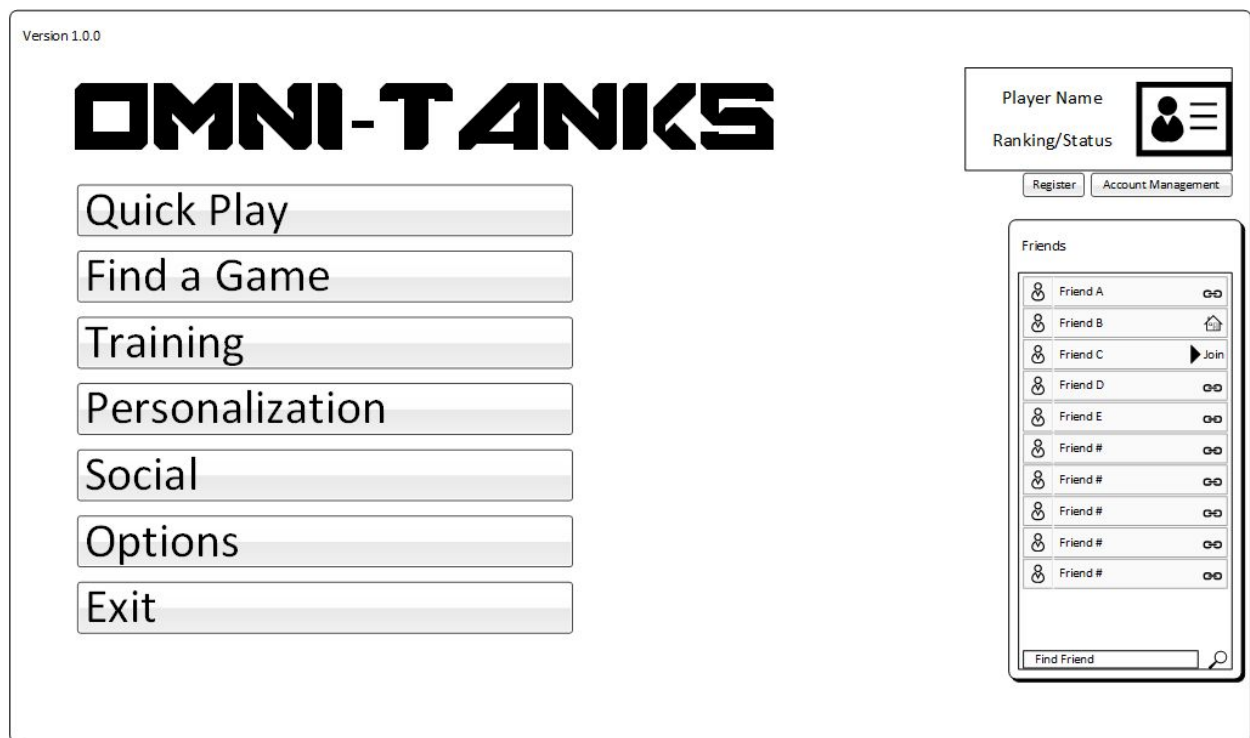 Version 1.0.0
OMNI-TANKS
Quick Play
Find a Game
Training
Personalization
Social
Options
Exit
Player Name
Ranking/Status
Register
Account Management
Friends
Friend A
Friend B
Friend C
Join
Friend D
Friend E
Friend #
Friend #
Friend #
Friend #
Friend #
Find Friend